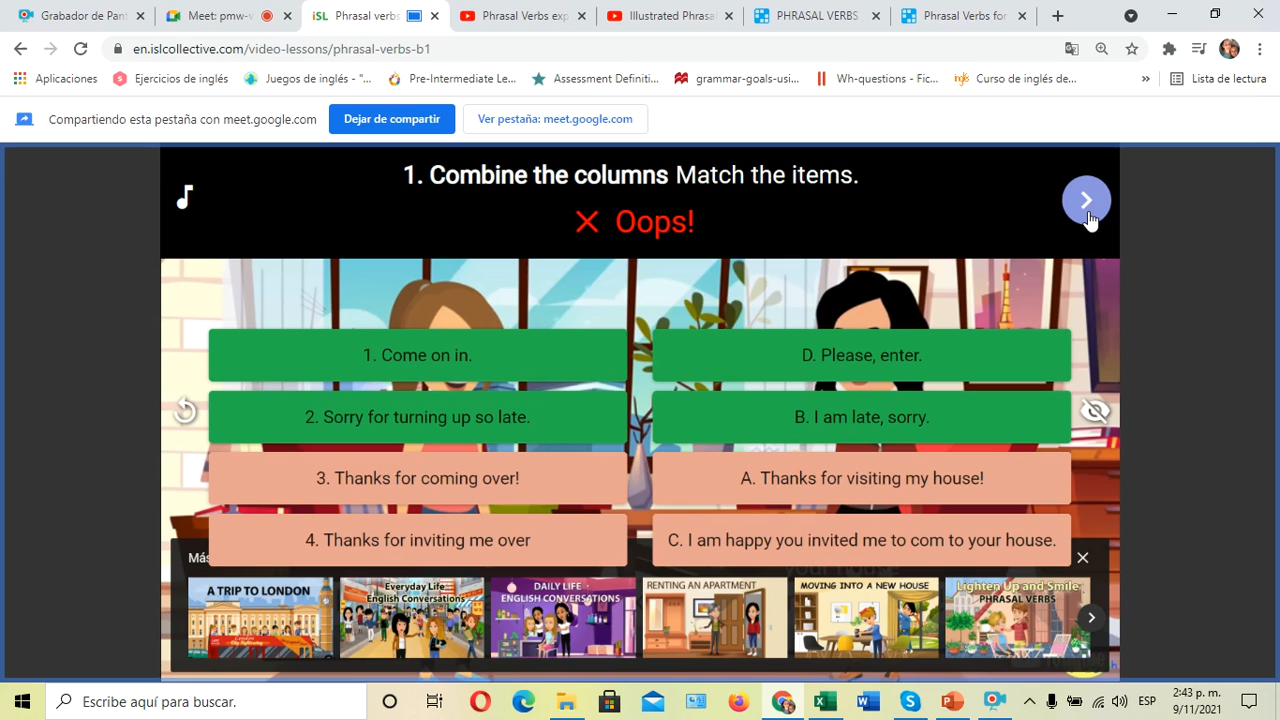 Grabador de Pan
Meet: pmw-v
iSL Phrasal verbs
Phrasal Verbs exp
Illustrated Phrasa
PHRASAL VERBS
Phrasal Verbs for
en.islcollective.com/video-lessons/phrasal-verbs-b1
Aplicaciones
Ejercicios de inglés
Juegos de inglés - "...
Pre-Intermediate Le...
Assessment Definiti...
grammar-goals-usi...
Wh-questions - Fic...
Curso de inglés de...
»
Lista de lectura
Compartiendo esta pestaña con meet.google.com
Dejar de compartir
Ver pestaña: meet.google.com
1. Combine the columns Match the items.
Oops!
1. Come on in.
D. Please, enter.
2. Sorry for turning up so late.
B. I am late, sorry.
3. Thanks for coming over!
A. Thanks for visiting my house!
4. Thanks for inviting me over
C. I am happy you invited me to com to your house.
Más
your house
A TRIP TO LONDON
Everyday Life
English Conversations
DAILY LIFE
ENGLISH CONVERSATIONS
RENTING AN APARTMENT
MOVING INTO A NEW HOUSE
Lighten Up and Smile
PHRASAL VERBS
Escribe aquí para buscar.
ESP
2:43 p. m.
9/11/2021